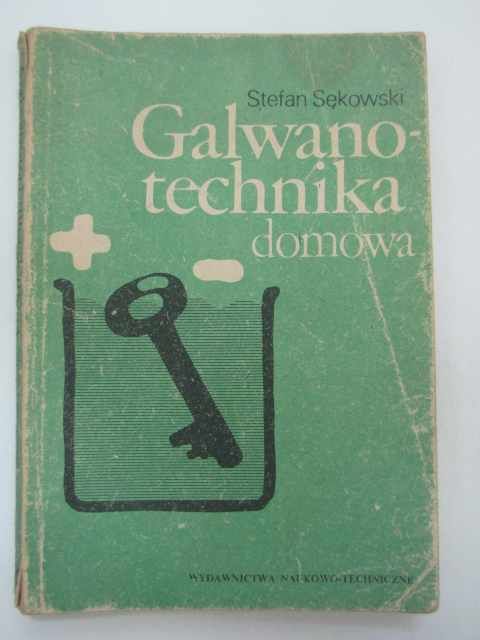 Stefan Sękowski
Galwano-
technika
domowa
WYDAWNICTWA NAUKOWO-TECHNICZNE